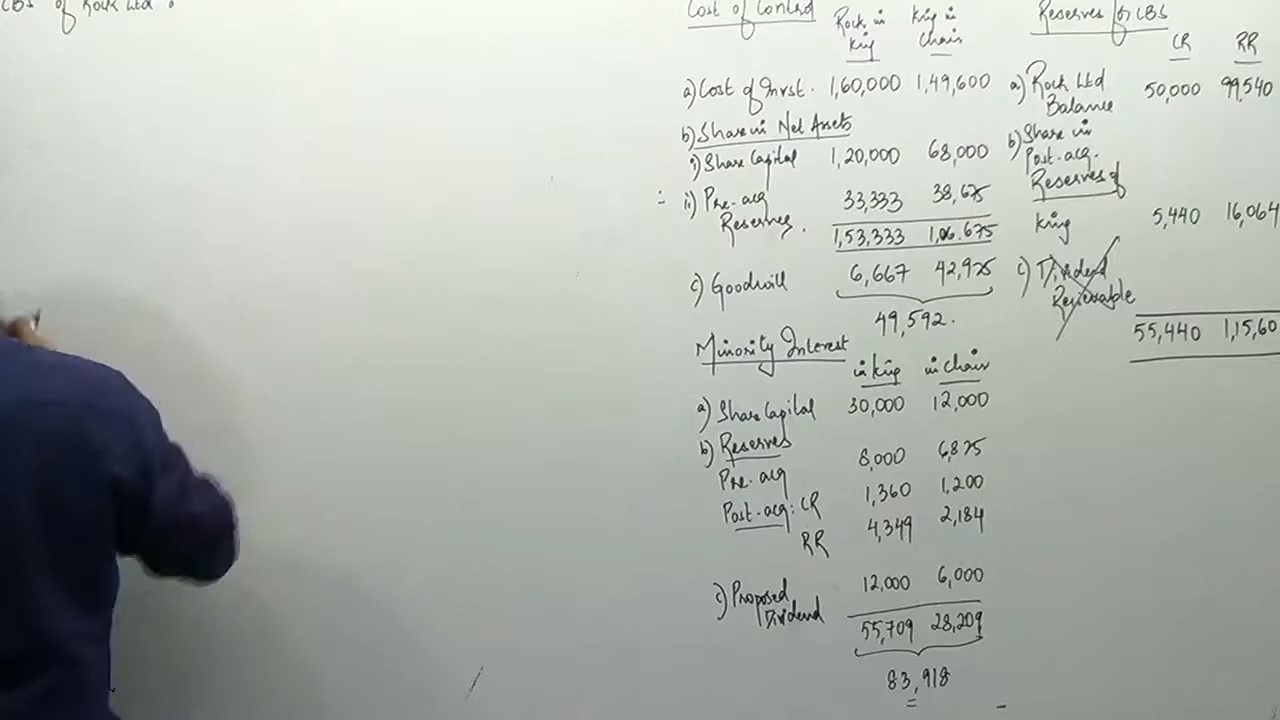 CBS of Rock Ltd :
Cost of Control
Rock in King
King in Chair
a) Cost of Invst. 1,60,000 1,49,600
b) Share in Net Assets
i) Share Capital 1,20,000 68,000
ii) Pre-acq Reserves. 33,333 38,675
1,53,333 1,06,675
c) Goodwill 6,667 42,925
49,592.
Minority Interest
in King in Chair
a) Share Capital 30,000 12,000
b) Reserves
Pre-acq 8,000 6,825
Post-acq: CR 1,360 1,200
RR 4,349 2,184
c) Proposed Dividend 12,000 6,000
55,709 28,209
83,918
Reserves for CBS
CR RR
a) Rock Ltd Balance 50,000 99,540
b) Share in
Post-acq.
Reserves of
King 5,440 16,064
c) Dividend
Receivable
55,440 1,15,60